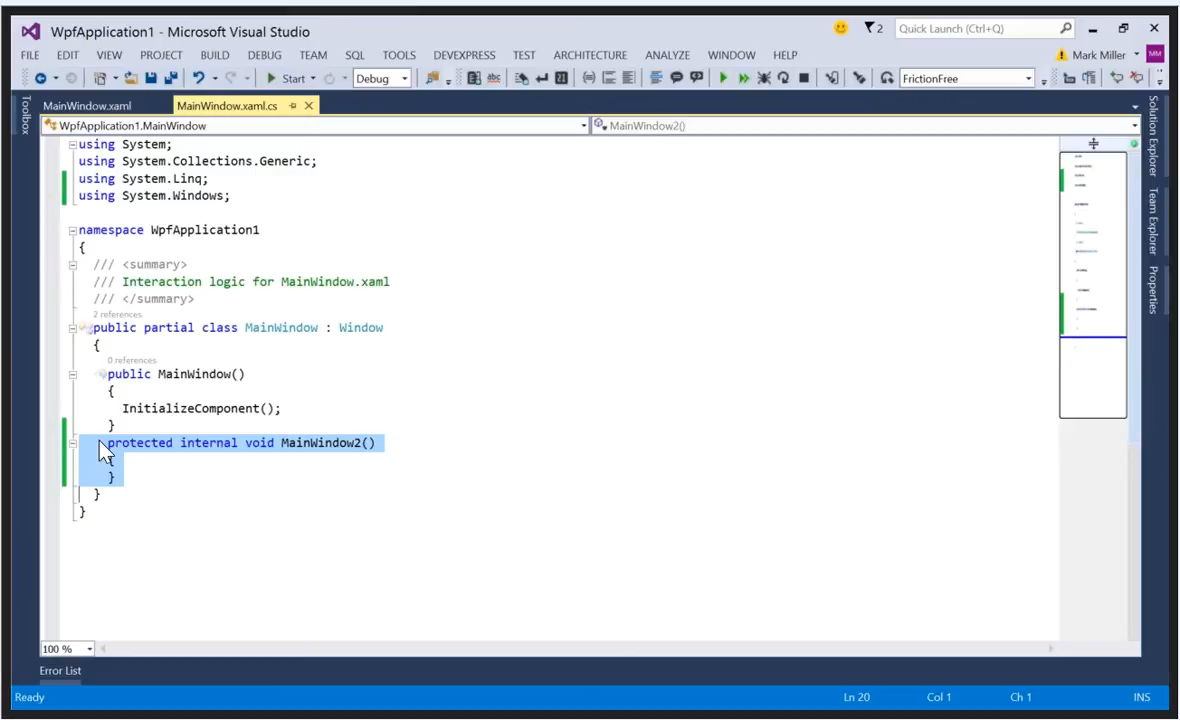 WpfApplication1 - Microsoft Visual Studio
2
Quick Launch (Ctrl+Q)
FILE EDIT VIEW PROJECT BUILD DEBUG TEAM SQL TOOLS DEVEXPRESS TEST ARCHITECTURE ANALYZE WINDOW HELP
Mark Miller
MM
Start
Debug
FrictionFree
Toolbox
MainWindow.xaml
MainWindow.xaml.cs
WpfApplication1.MainWindow
MainWindow2()
using System;
using System.Collections.Generic;
using System.Linq;
using System.Windows;
namespace WpfApplication1
{
/// <summary>
/// Interaction logic for MainWindow.xaml
/// </summary>
2 references
public partial class MainWindow : Window
{
0 references
public MainWindow()
{
InitializeComponent();
}
protected internal void MainWindow2()
{
}
}
}
Solution Explorer
Team Explorer
Properties
100 %
Error List
Ready
Ln 20
Col 1
Ch 1
INS